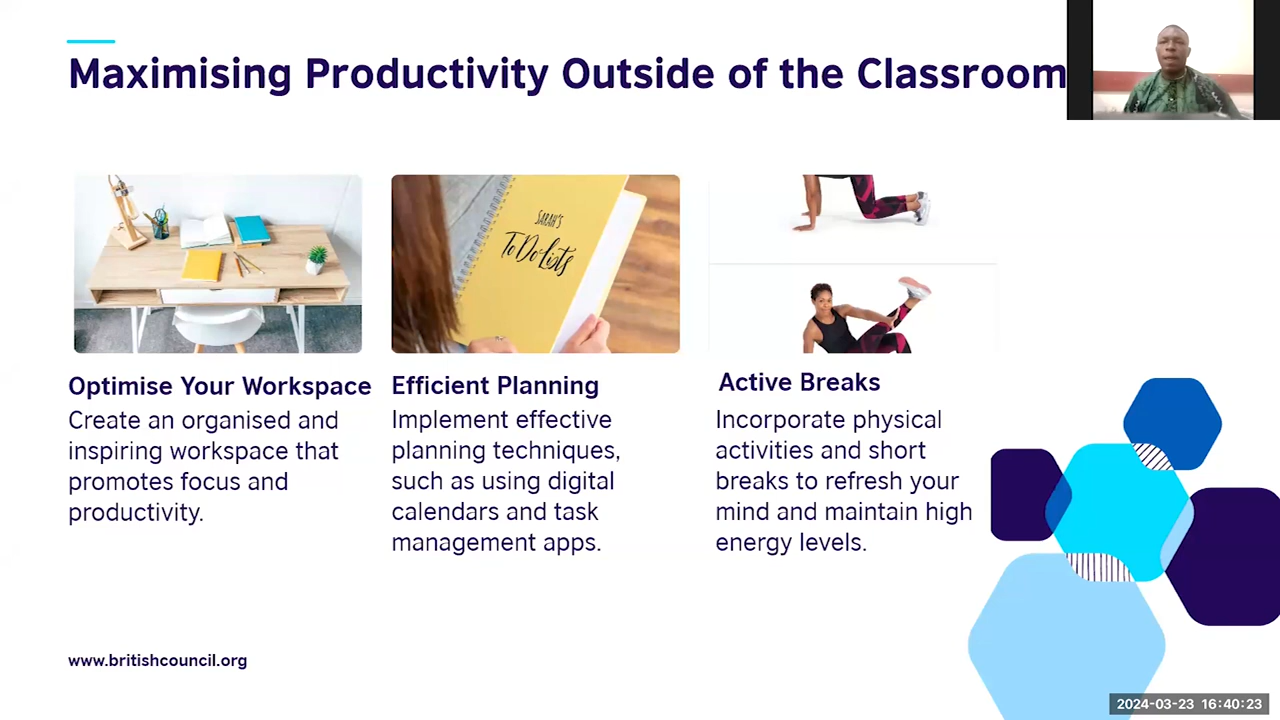 Maximising Productivity Outside of the Classroom
SARAH'S
To Do Lists
Optimise Your Workspace
Create an organised and
inspiring workspace that
promotes focus and
productivity.
Efficient Planning
Implement effective
planning techniques,
such as using digital
calendars and task
management apps.
Active Breaks
Incorporate physical
activities and short
breaks to refresh your
mind and maintain high
energy levels.
www.britishcouncil.org
2024-03-23 16:40:23